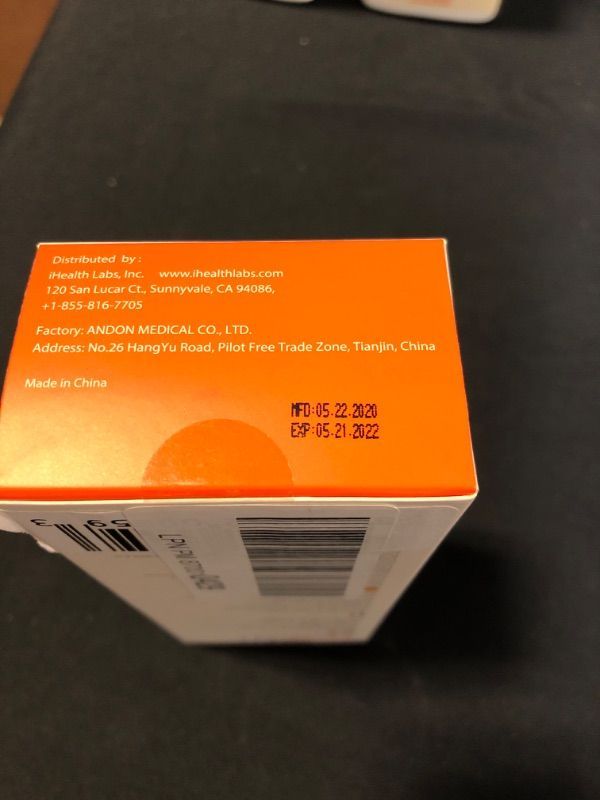 Distributed by:
iHealth Labs, Inc. www.ihealthlabs.com
120 San Lucar Ct., Sunnyvale, CA 94086,
+1-855-816-7705
Factory: ANDON MEDICAL CO., LTD.
Address: No.26 HangYu Road, Pilot Free Trade Zone, Tianjin, China
Made in China
MFD:05.22.2020
EXP:05.21.2022